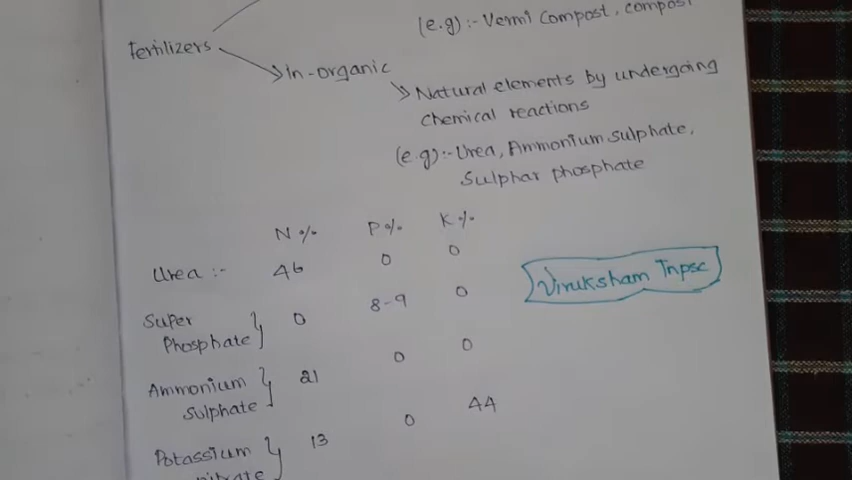 (e.g) :- Vermi Compost, compost
Fertilizers
in-organic
Natural elements by undergoing
chemical reactions
(e.g) :- Urea, Ammonium sulphate,
Sulphar phosphate
N% P% K%
Urea :- 46 0 0
Super
Phosphate 0 8-9 0
Ammonium
Sulphate 21 0 0
Potassium
nitrate 13 0 44
Viruksham Tnpsc